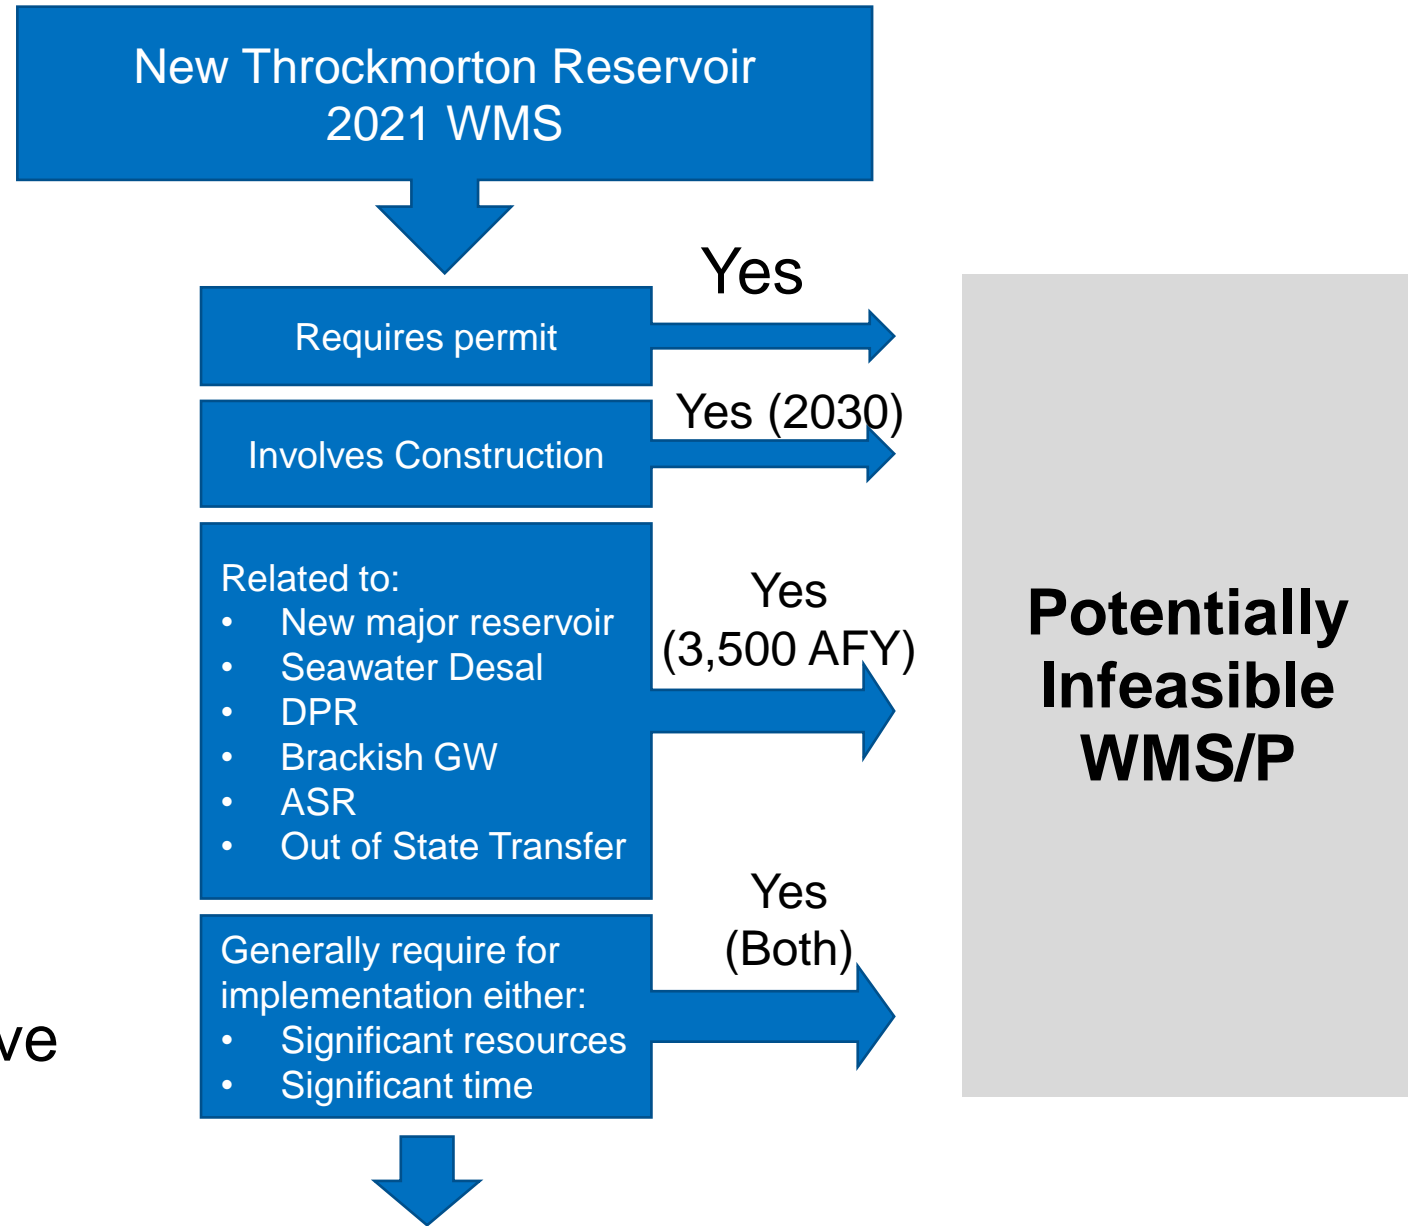 New Throckmorton Reservoir
2021 WMS
Yes
Requires permit
Yes (2030)
Involves Construction
Related to:
• New major reservoir
• Seawater Desal
• DPR
• Brackish GW
• ASR
• Out of State Transfer
Yes
(3,500 AFY)
Potentially
Infeasible
WMS/P
Yes
(Both)
Generally require for
implementation either:
• Significant resources
• Significant time
ve